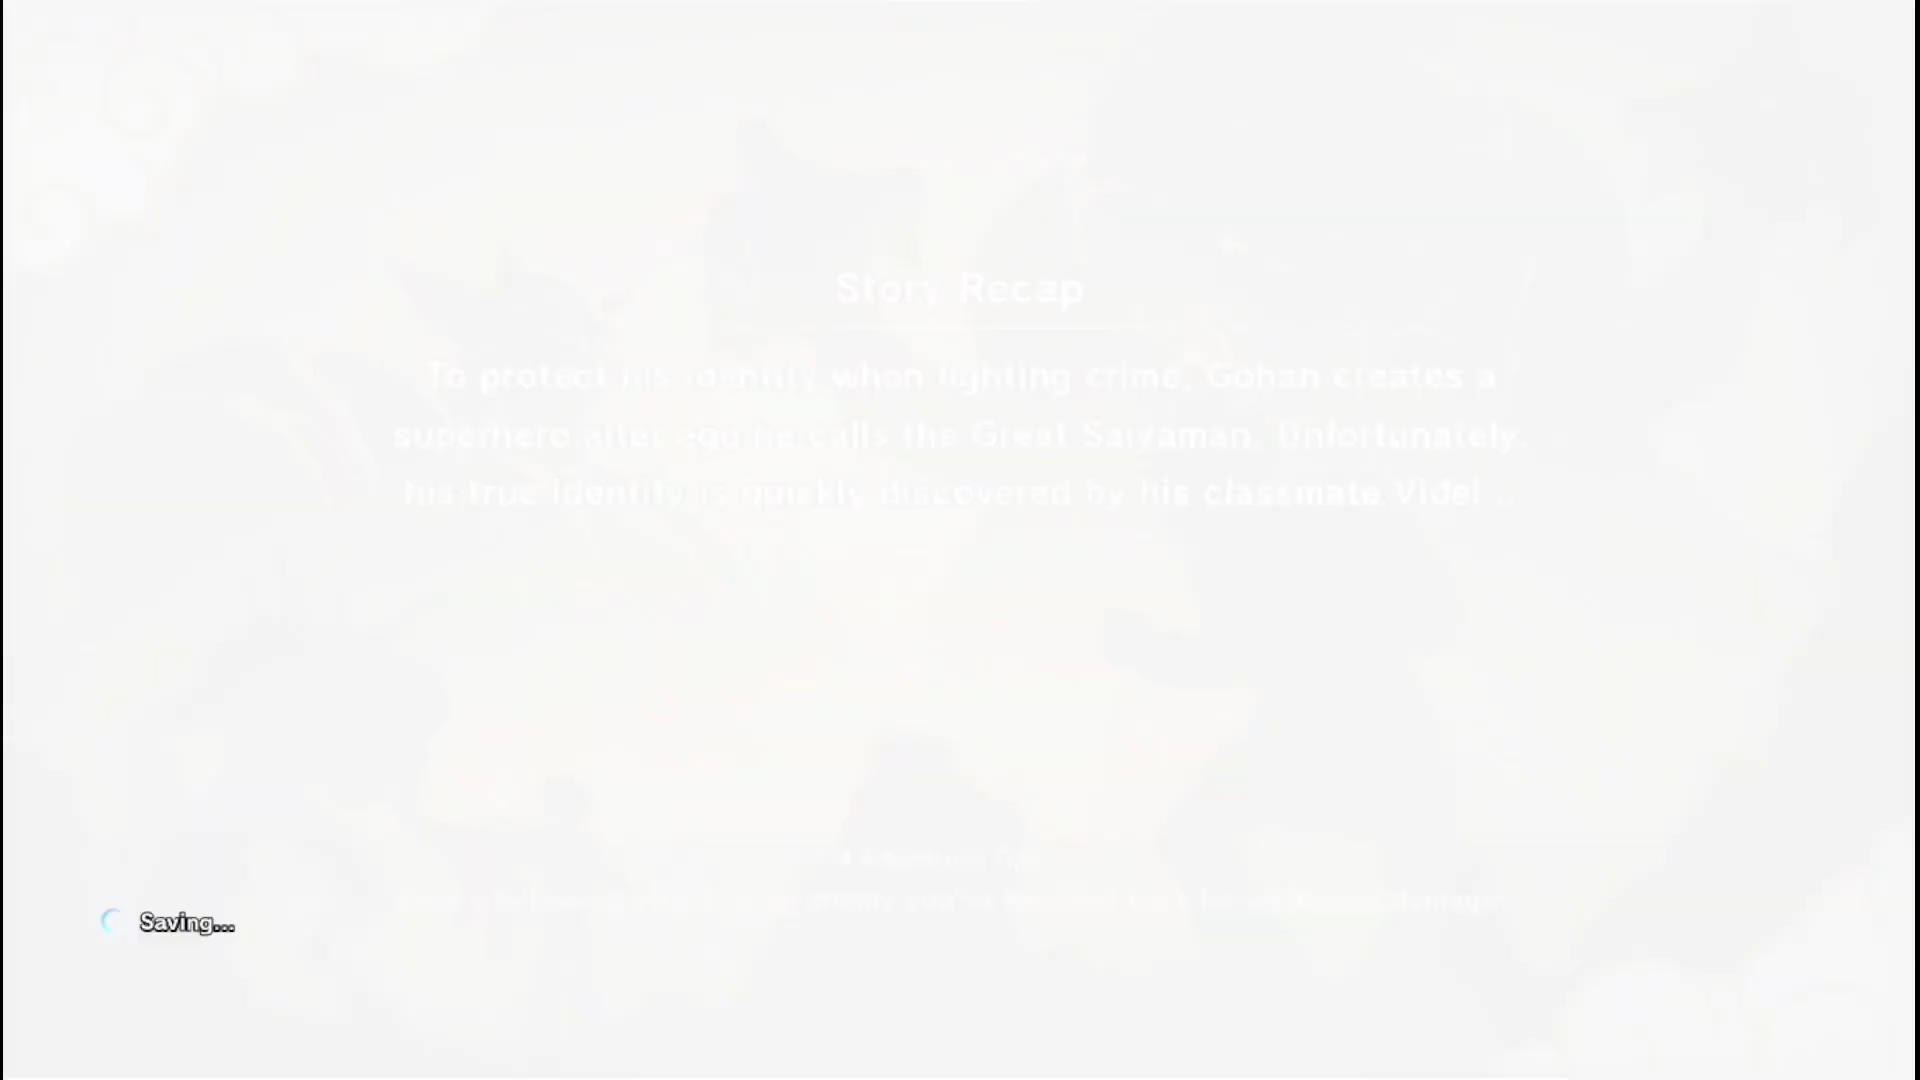 Story Recap
To protect his identity when fighting crime, Gohan creates a
superhero alter ego he calls the Great Saiyaman. Unfortunately,
his true identity is quickly discovered by his classmate Videl...
Saving...